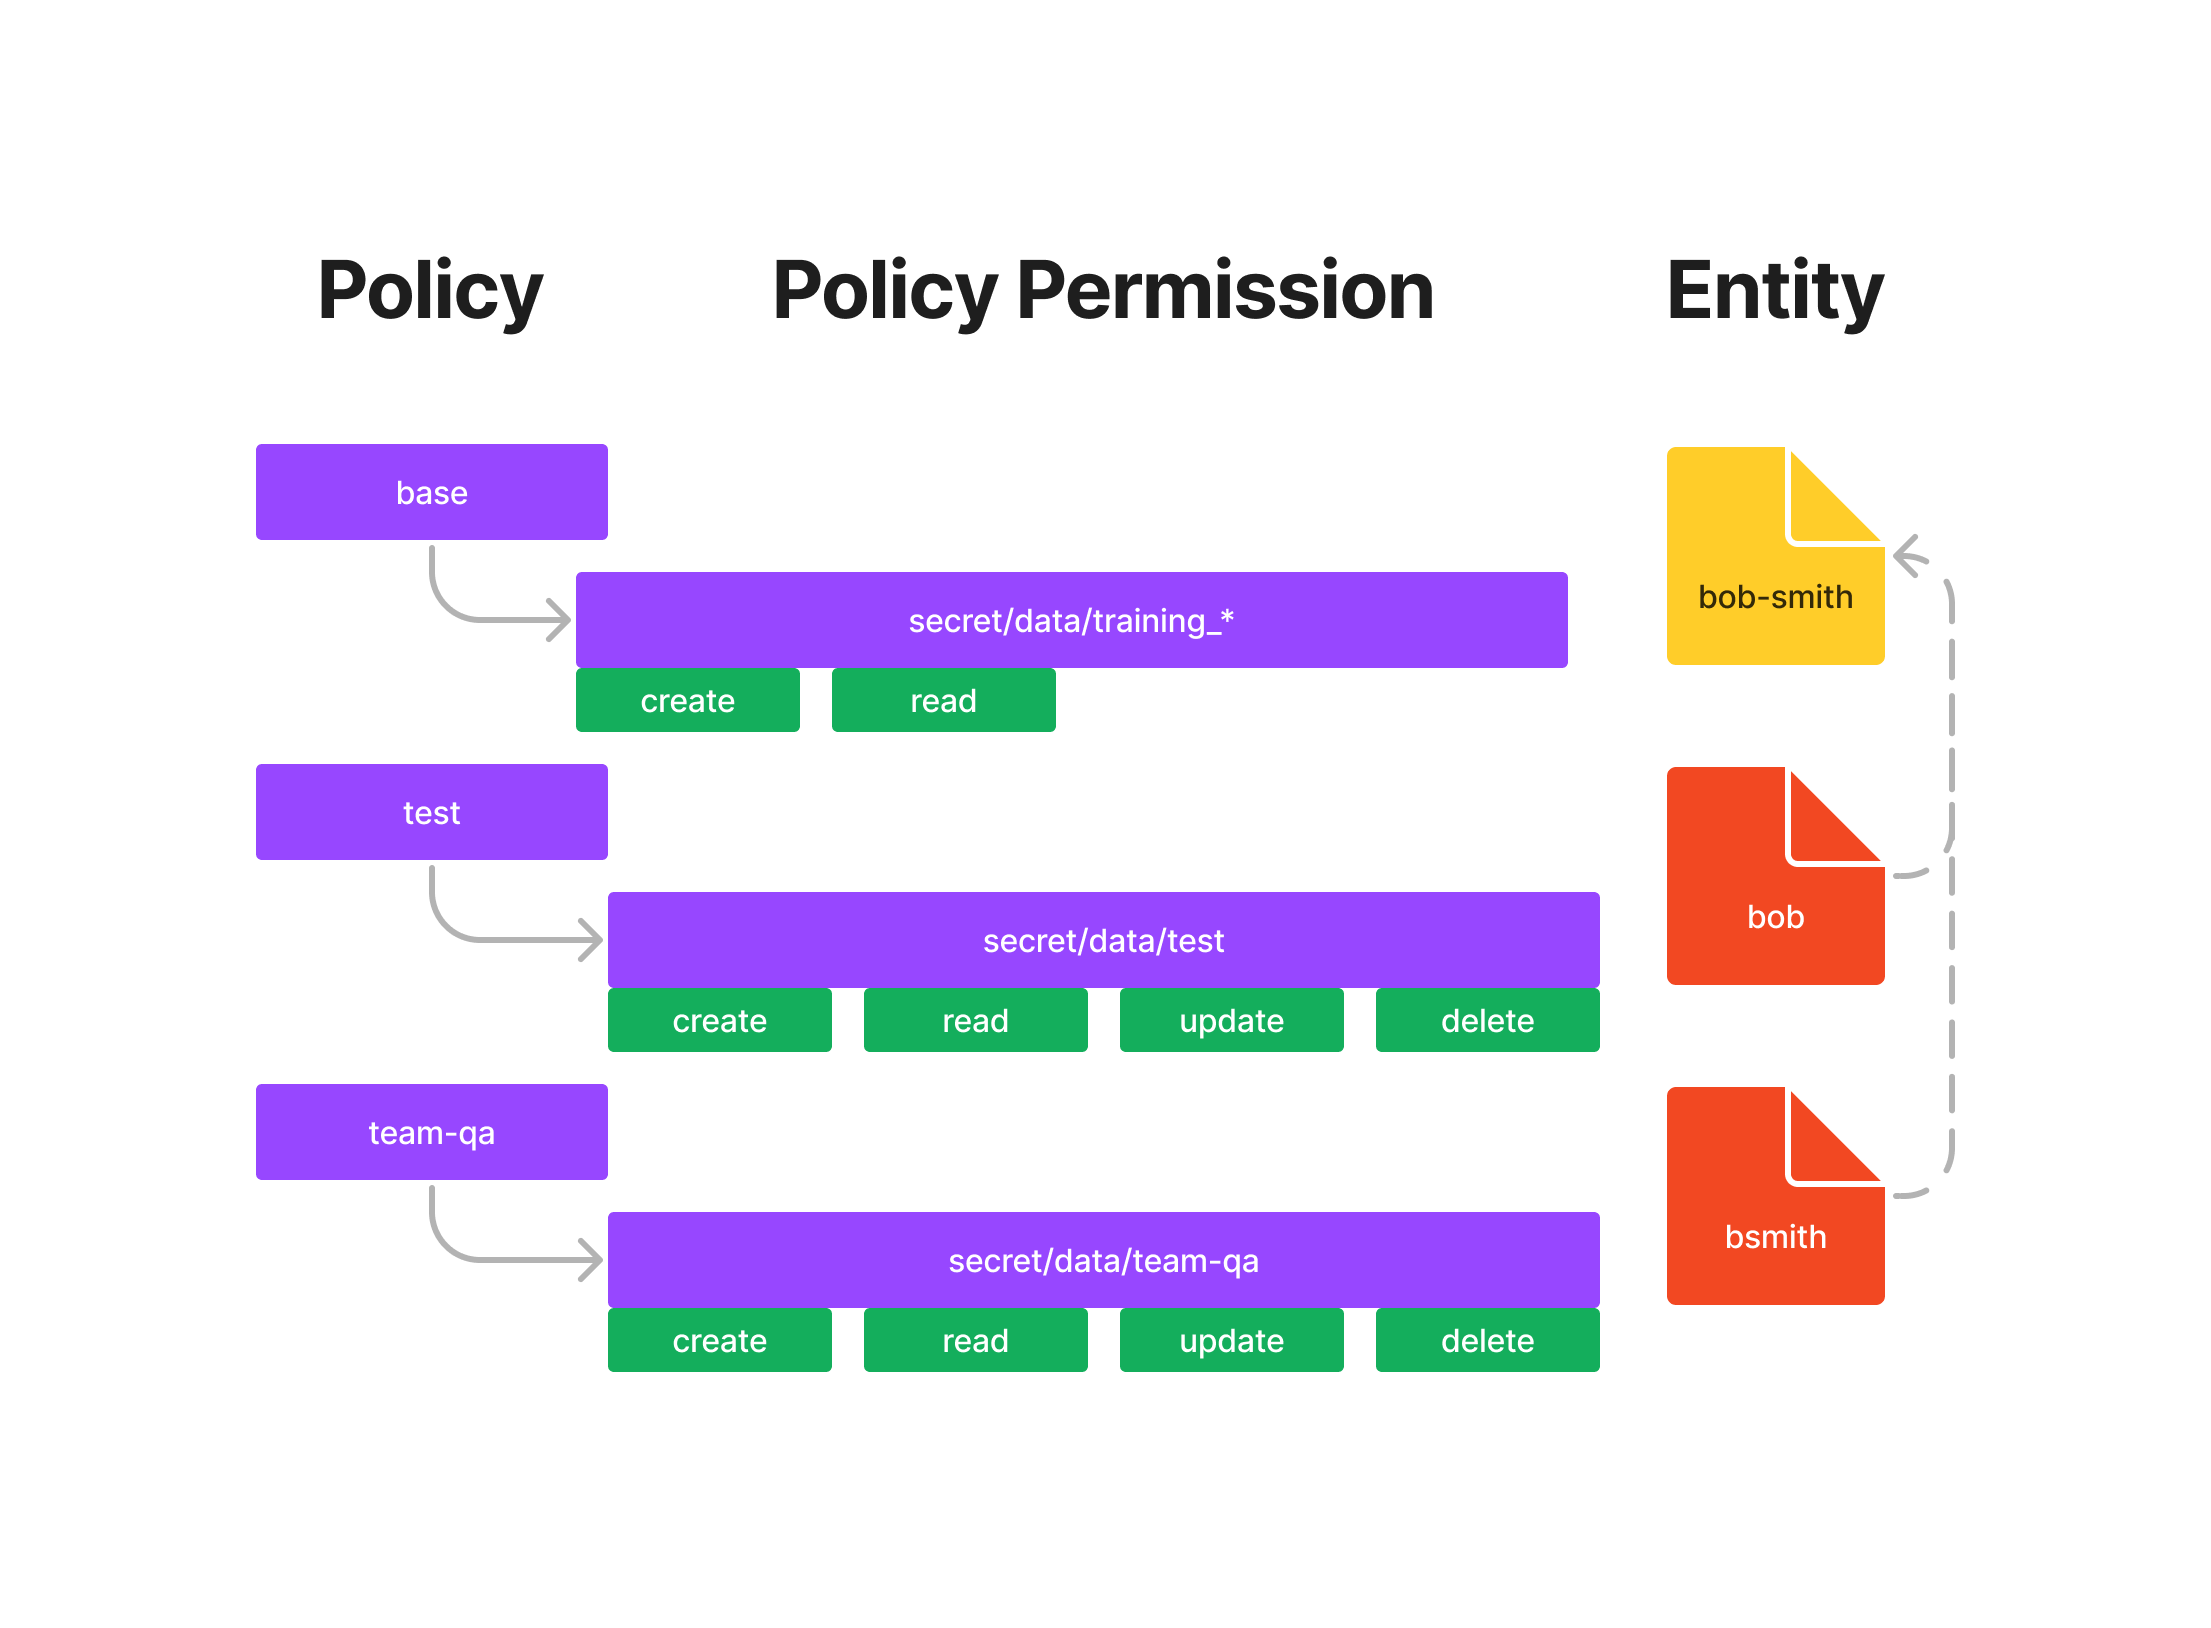 Policy
Policy Permission
Entity
base
secret/data/training_*
create
read
bob-smith
test
secret/data/test
create
read
update
delete
bob
team-qa
secret/data/team-qa
create
read
update
delete
bsmith